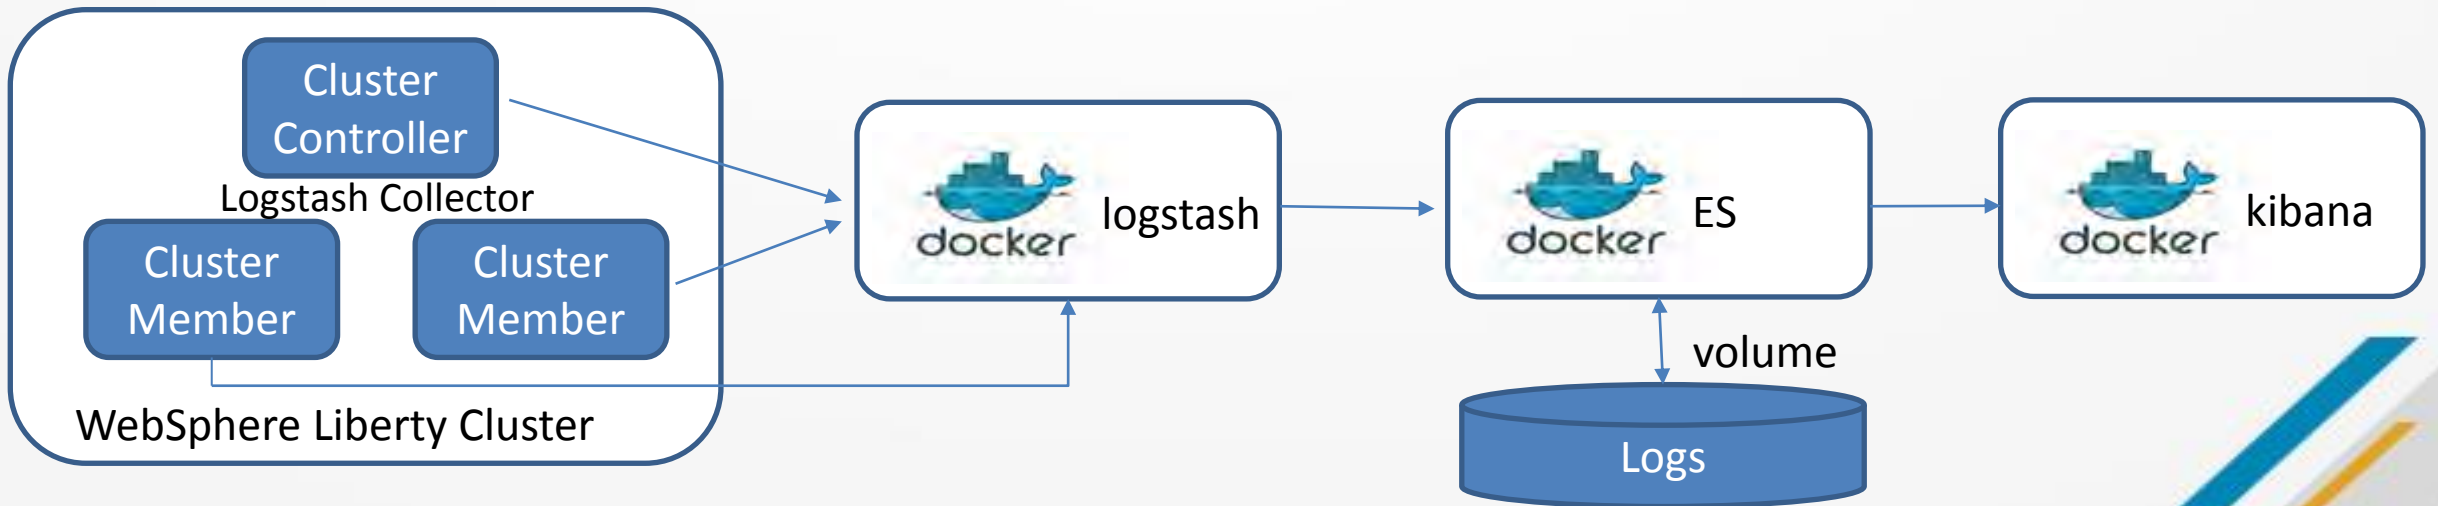 Cluster
Controller
Logstash Collector
Cluster
Member
Cluster
Member
WebSphere Liberty Cluster
docker
logstash
docker
ES
volume
Logs
docker
kibana